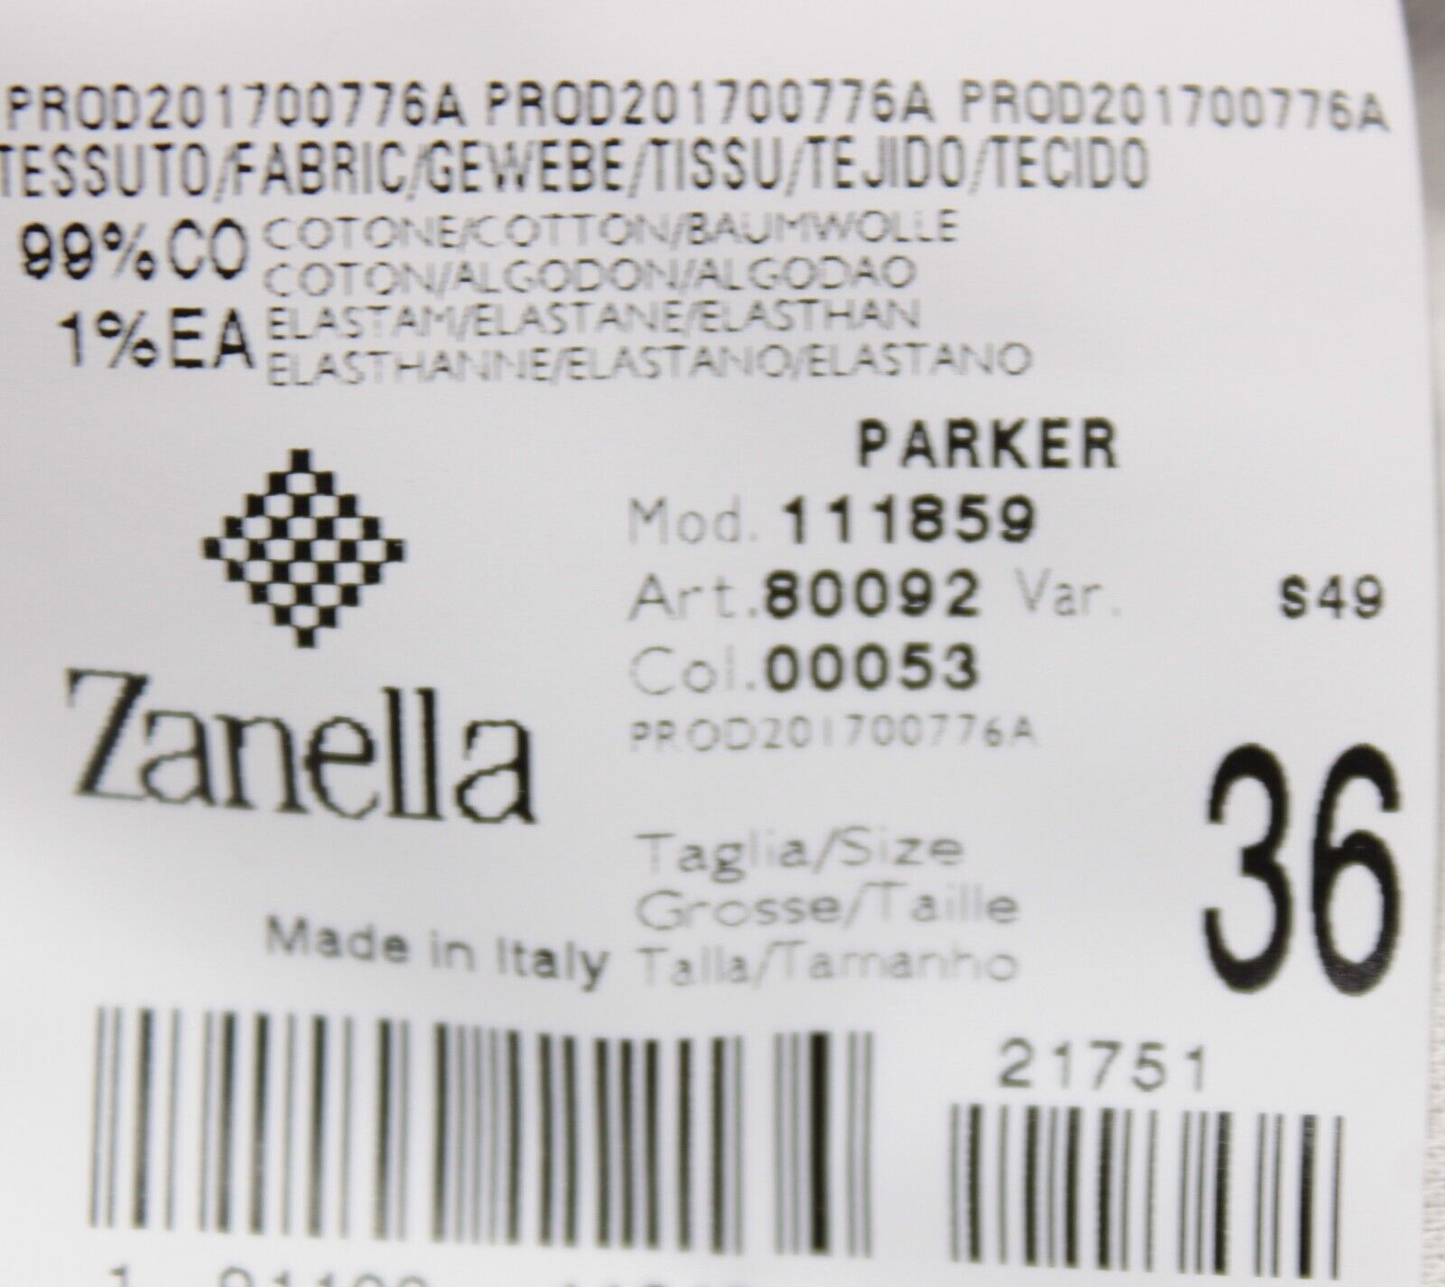 PROD201700776A PROD201700776A PROD201700776A
TESSUTO/FABRIC/GEWEBE/TISSU/TEJIDO/TECIDO
99%CO COTONE/COTTON/BAUMWOLLE
COTON/ALGODON/ALGODAO
1%EA ELASTAM/ELASTANE/ELASTHAN
ELASTHANNE/ELASTANO/ELASTANO
PARKER
Mod. 111859
Art.80092 Var. S49
Col.00053
PROD201700776A
Zanella
Taglia/Size
Grosse/Taille
Talla/Tamanho
36
Made in Italy
21751